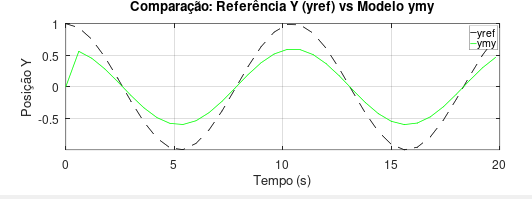 Comparação: Referência Y (yref) vs Modelo ymy
1
yref
ymy
0.5
0
-0.5
Posição Y
0
5
10
15
20
Tempo (s)